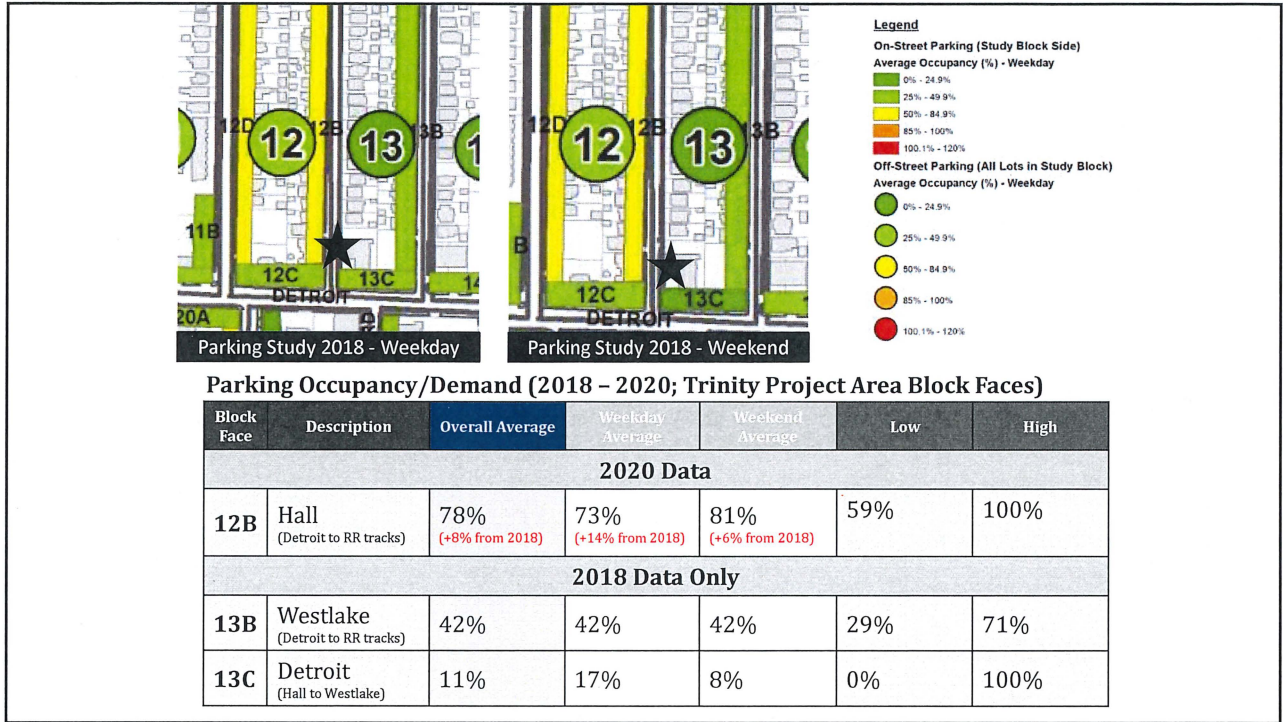 12D
12
12B
13
13B
1
11B
12C
13C
14
DETROIT
20A
RD
Parking Study 2018 - Weekday
12D
12
12B
13
13B
B
12C
13C
DETROIT
Parking Study 2018 - Weekend
Legend
On-Street Parking (Study Block Side)
Average Occupancy (%) - Weekday
0% - 24.9%
25% - 49.9%
50% - 84.9%
85% - 100%
100.1% - 120%
Off-Street Parking (All Lots in Study Block)
Average Occupancy (%) - Weekday
0% - 24.9%
25% - 49.9%
50% - 84.9%
85% - 100%
100.1% - 120%
Parking Occupancy/Demand (2018 – 2020; Trinity Project Area Block Faces)
Block Face Description Overall Average Weekday Average Weekend Average Low High
2020 Data
12B Hall 78% 73% 81% 59% 100%
(Detroit to RR tracks) (+8% from 2018) (+14% from 2018) (+6% from 2018)
2018 Data Only
13B Westlake 42% 42% 42% 29% 71%
(Detroit to RR tracks)
13C Detroit 11% 17% 8% 0% 100%
(Hall to Westlake)